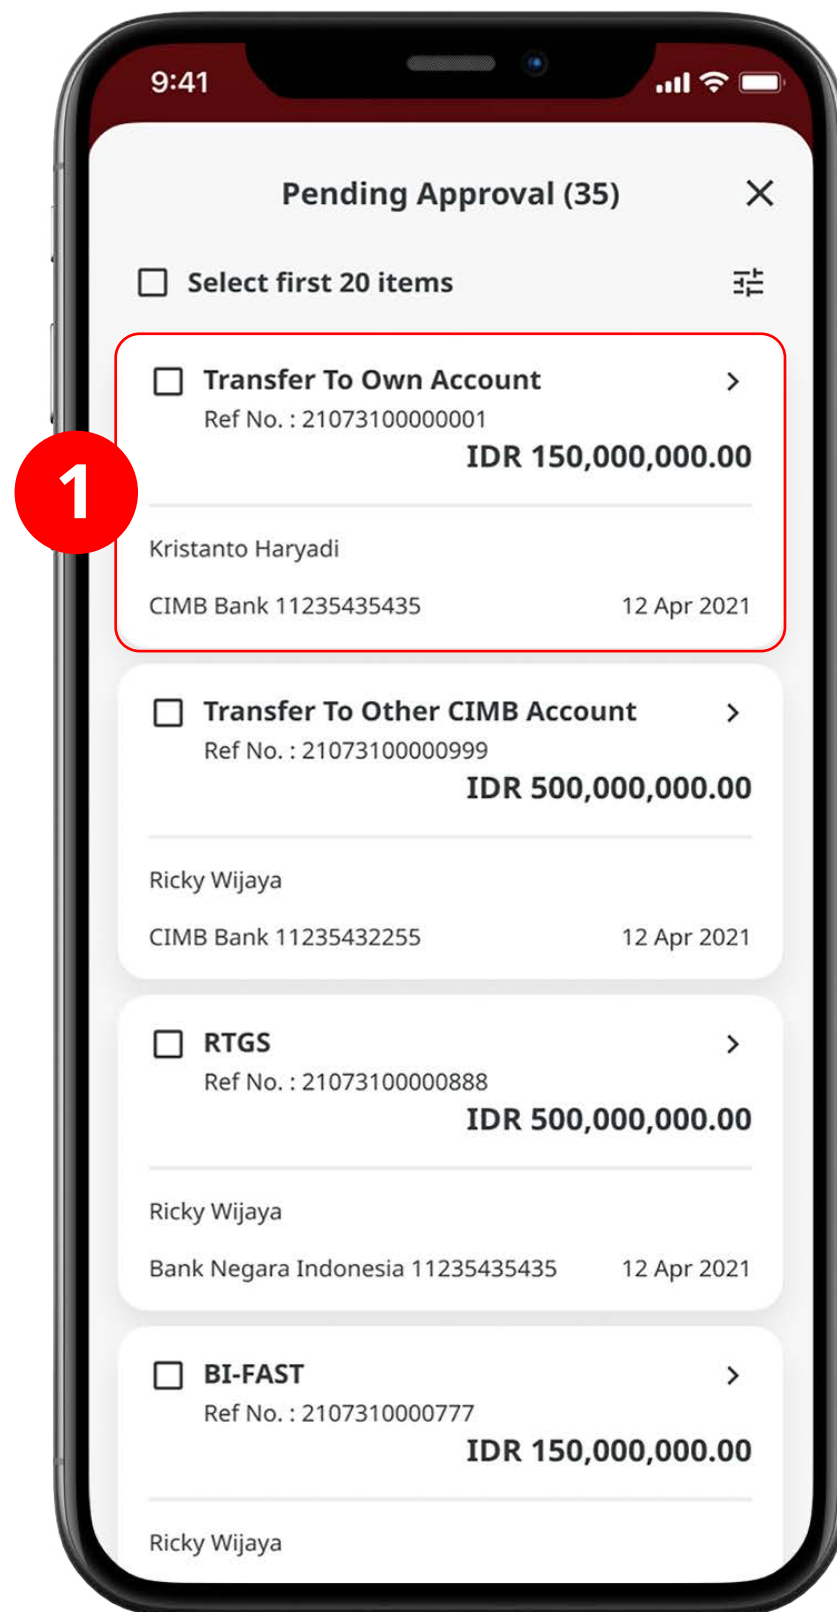 9:41
Pending Approval (35)
Select first 20 items
Transfer To Own Account
Ref No. : 21073100000001
IDR 150,000,000.00
1
Kristanto Haryadi
CIMB Bank 11235435435 12 Apr 2021
Transfer To Other CIMB Account
Ref No. : 21073100000999
IDR 500,000,000.00
Ricky Wijaya
CIMB Bank 11235432255 12 Apr 2021
RTGS
Ref No. : 21073100000888
IDR 500,000,000.00
Ricky Wijaya
Bank Negara Indonesia 11235435435 12 Apr 2021
BI-FAST
Ref No. : 2107310000777
IDR 150,000,000.00
Ricky Wijaya